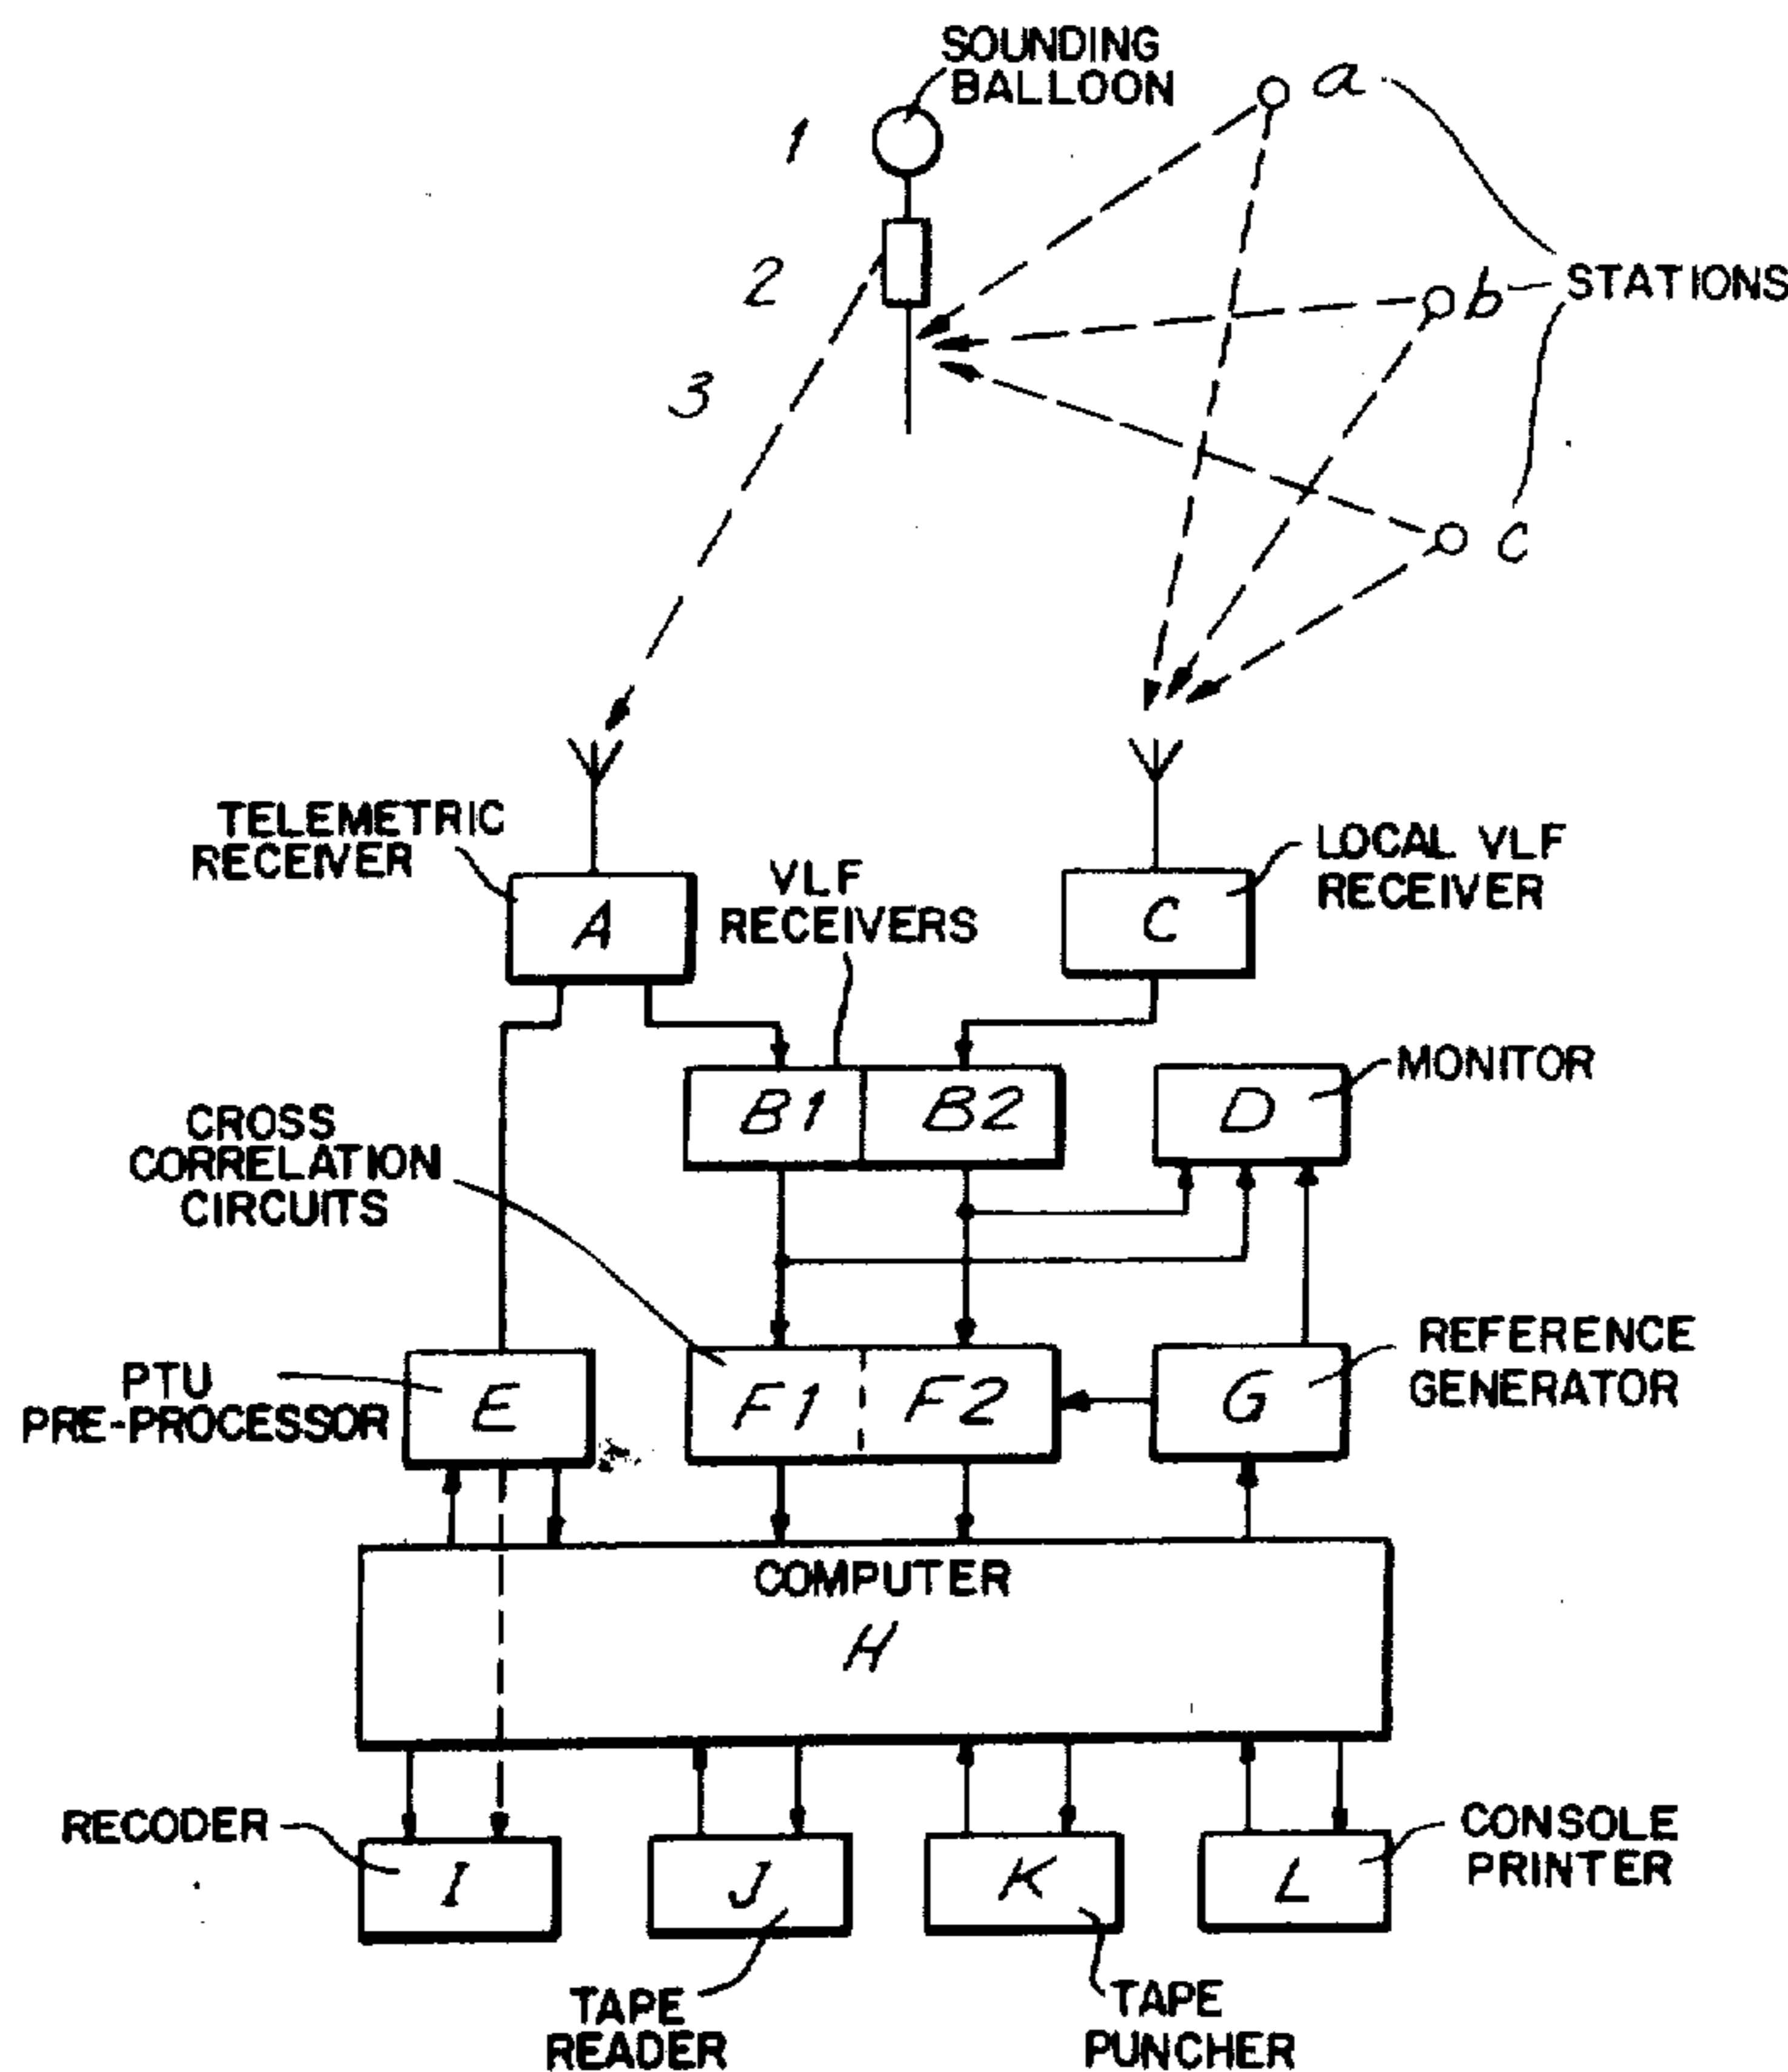 SOUNDING
BALLOON
a
1
2
b
STATIONS
3
c
TELEMETRIC
RECEIVER
VLF
RECEIVERS
LOCAL VLF
RECEIVER
A
C
B1
B2
D
MONITOR
CROSS
CORRELATION
CIRCUITS
PTU
PRE-PROCESSOR
E
F1
F2
G
REFERENCE
GENERATOR
COMPUTER
H
RECODER
I
J
K
L
CONSOLE
PRINTER
TAPE
READER
TAPE
PUNCHER